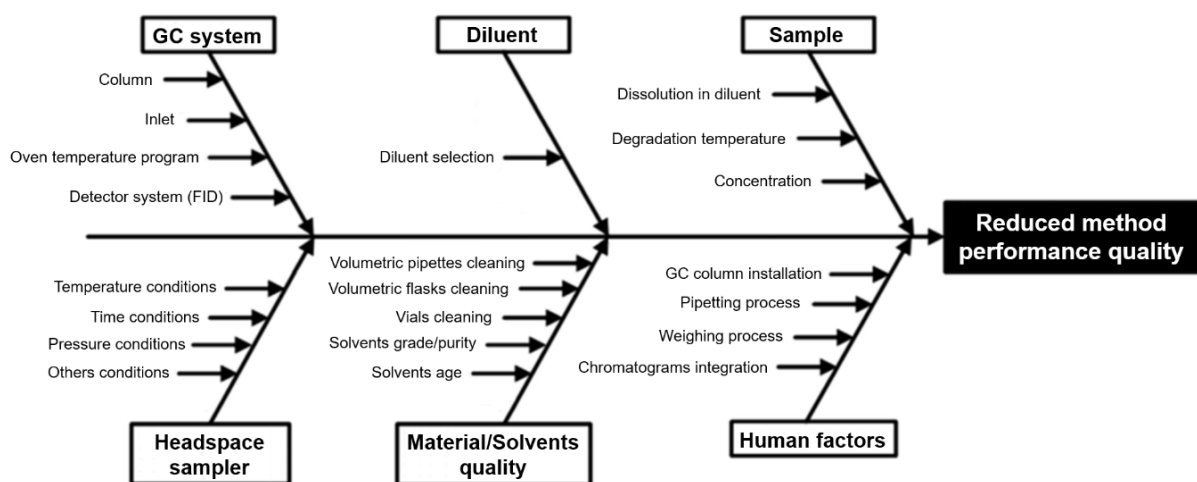 GC system
Diluent
Sample
Column
Inlet
Oven temperature program
Detector system (FID)
Diluent selection
Dissolution in diluent
Degradation temperature
Concentration
Reduced method
performance quality
Temperature conditions
Time conditions
Pressure conditions
Others conditions
Volumetric pipettes cleaning
Volumetric flasks cleaning
Vials cleaning
Solvents grade/purity
Solvents age
GC column installation
Pipetting process
Weighing process
Chromatograms integration
Headspace
sampler
Material/Solvents
quality
Human factors